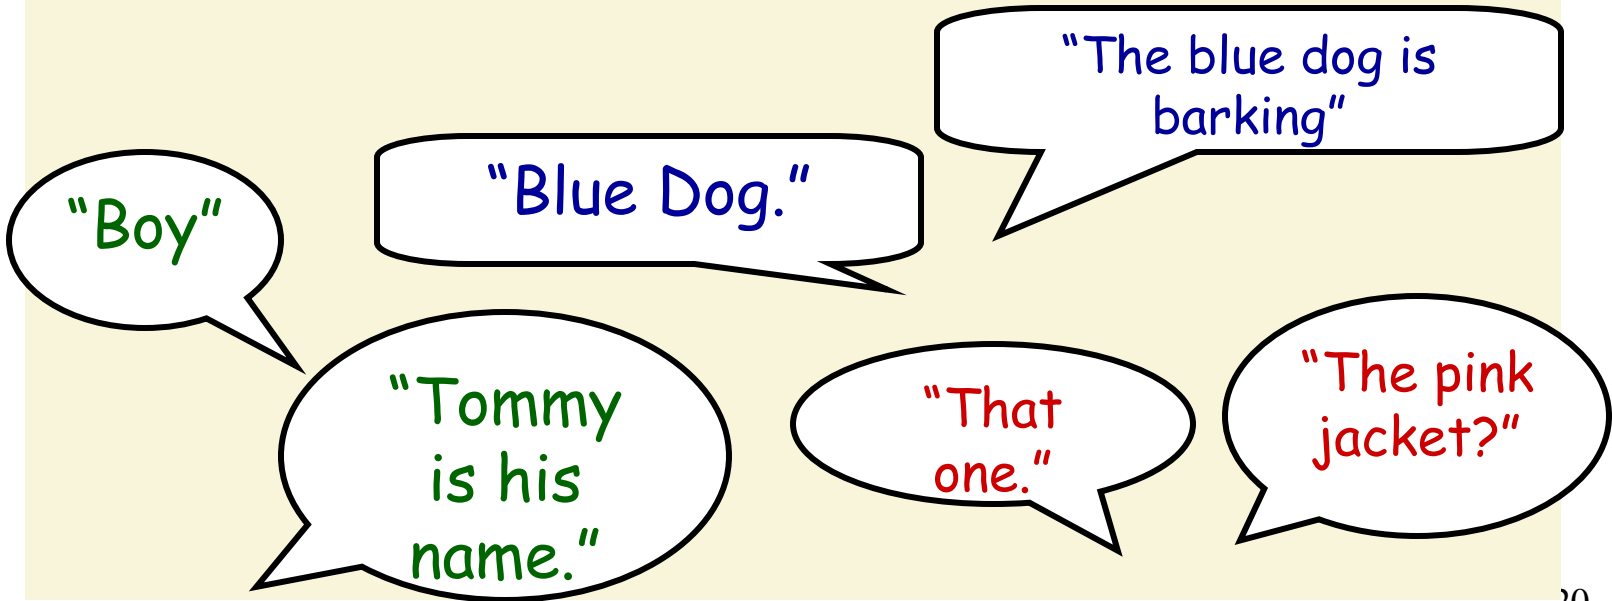 “Boy”
“Blue Dog.”
“The blue dog is
barking”
“Tommy
is his
name.”
“That
one.”
“The pink
jacket?”